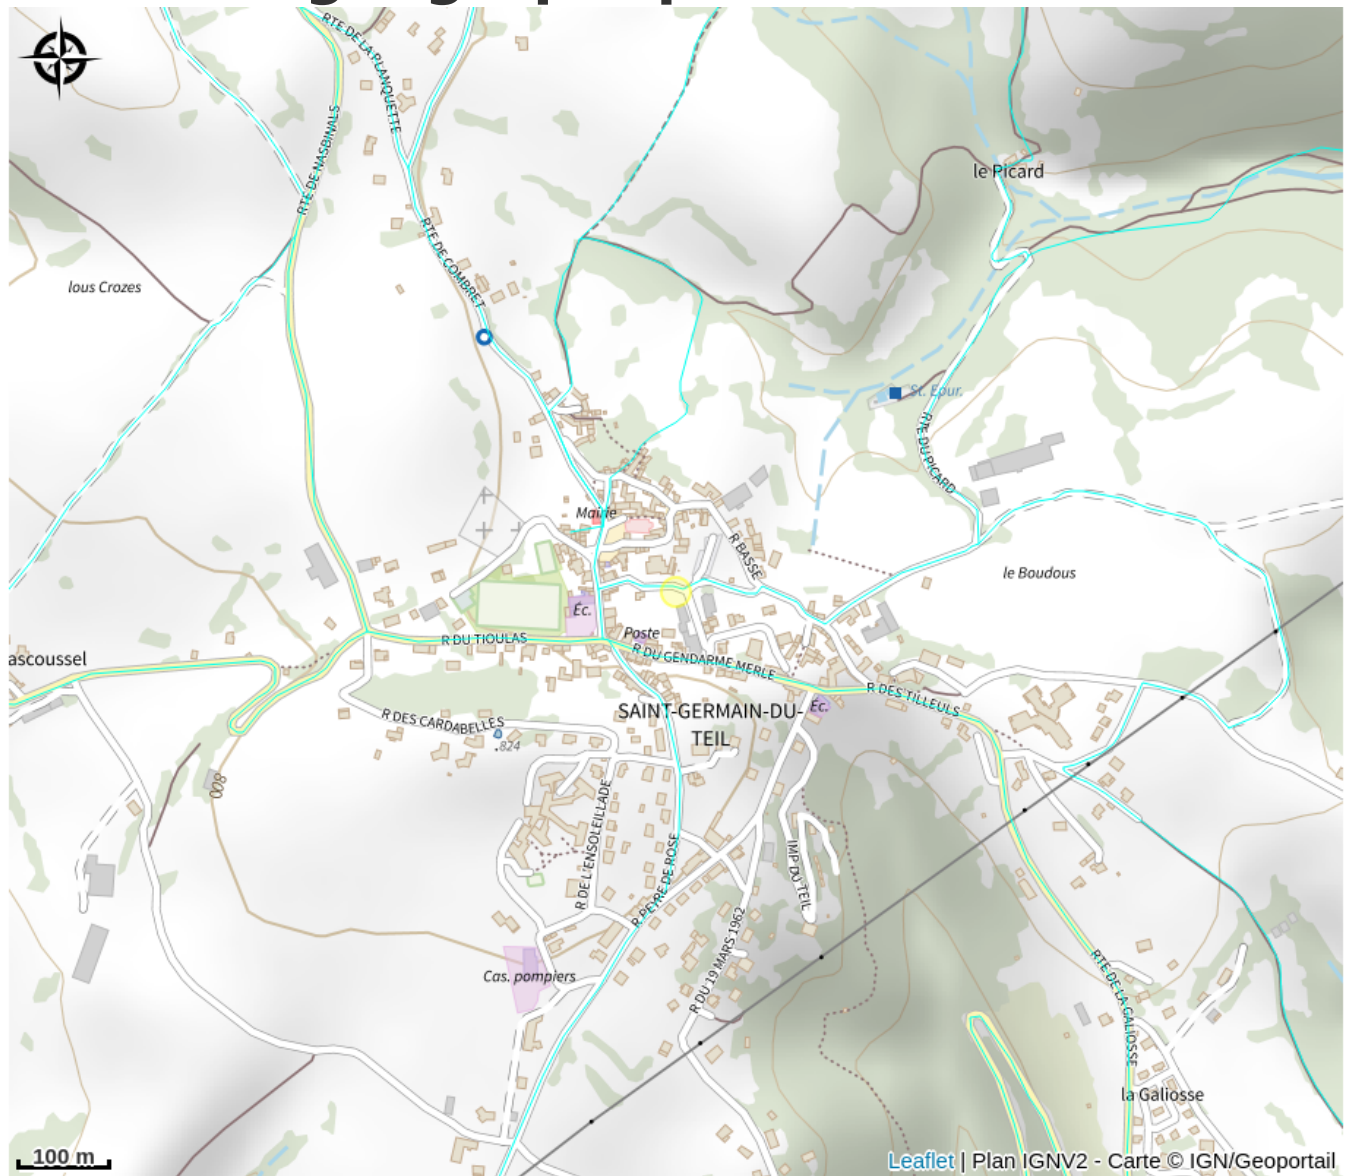 RTE DE LA PLANQUETTE
RTE DE NASBINALS
le Picard
RTE DE COMBRET
lous Crozes
St. Epur.
RTE DU PICARD
Mairie
R BASSE
le Boudous
Éc.
Poste
R DU TIOULAS
R DU GENDARME MERLE
ascoussel
R DES TILLEULS
Éc.
SAINT-GERMAIN-DU-
TEIL
R DES CARDABELLES
.824
800
R DE L'ENSOLEILLADE
R PEYRE DE ROSE
IMP DU TEIL
R DU 19 MARS 1962
Cas. pompiers
RTE DE LA GALIOSSE
la Galiosse
100 m
Leaflet | Plan IGNV2 - Carte © IGN/Geoportail